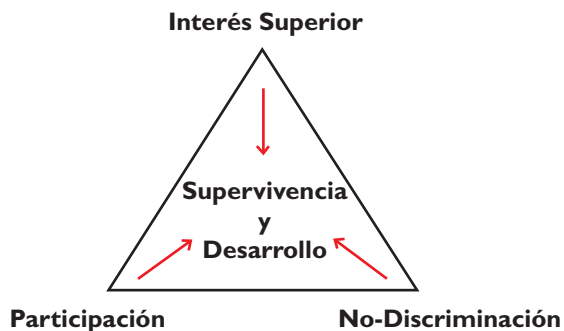 Interés Superior
Supervivencia
y
Desarrollo
Participación
No-Discriminación